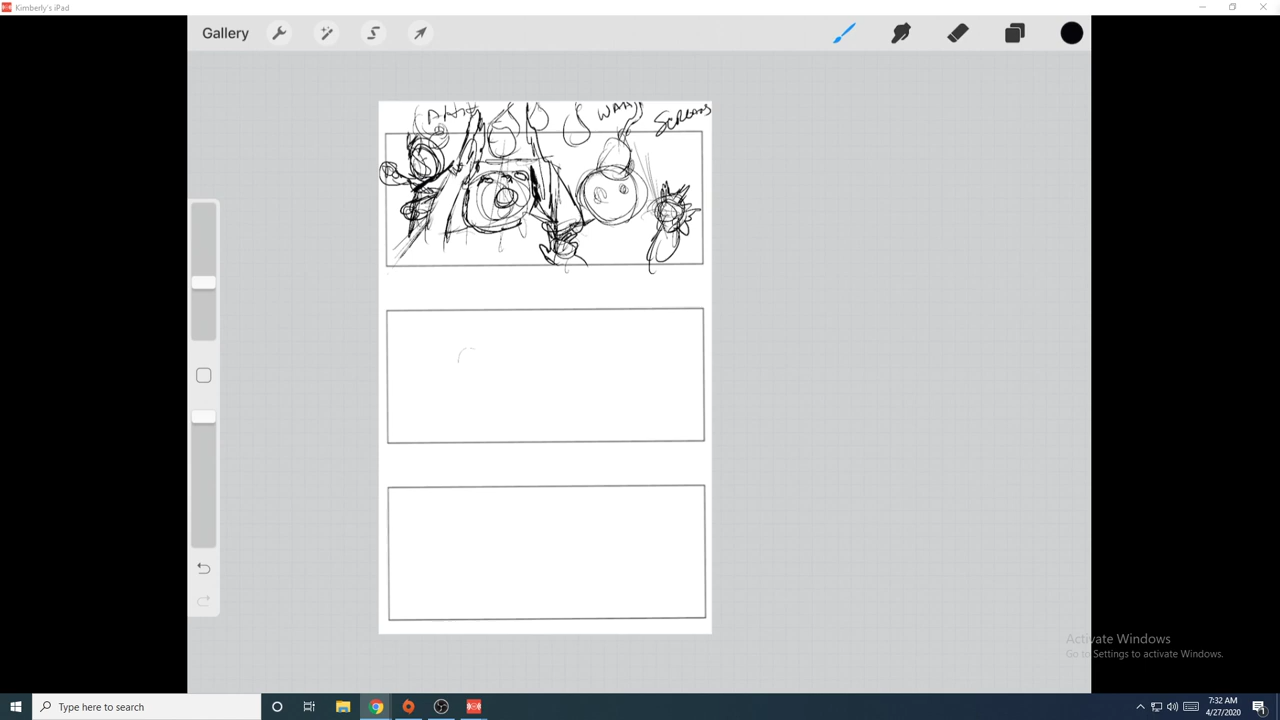 Kimberly's iPad
Gallery
SCREAMS
Activate Windows
Go to Settings to activate Windows.
Type here to search
7:32 AM
4/27/2020
1